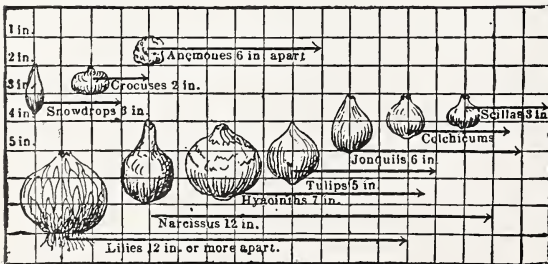 1 in.
2 in.
Anemones 6 in. apart
3 in.
Crocuses 2 in.
Snowdrops 3 in.
Scillas 3 in.
4 in.
Colchicums
5 in.
Jonquils 6 in.
Tulips 5 in.
Hyacinths 7 in.
Narcissus 12 in.
Lilies 12 in. or more apart.